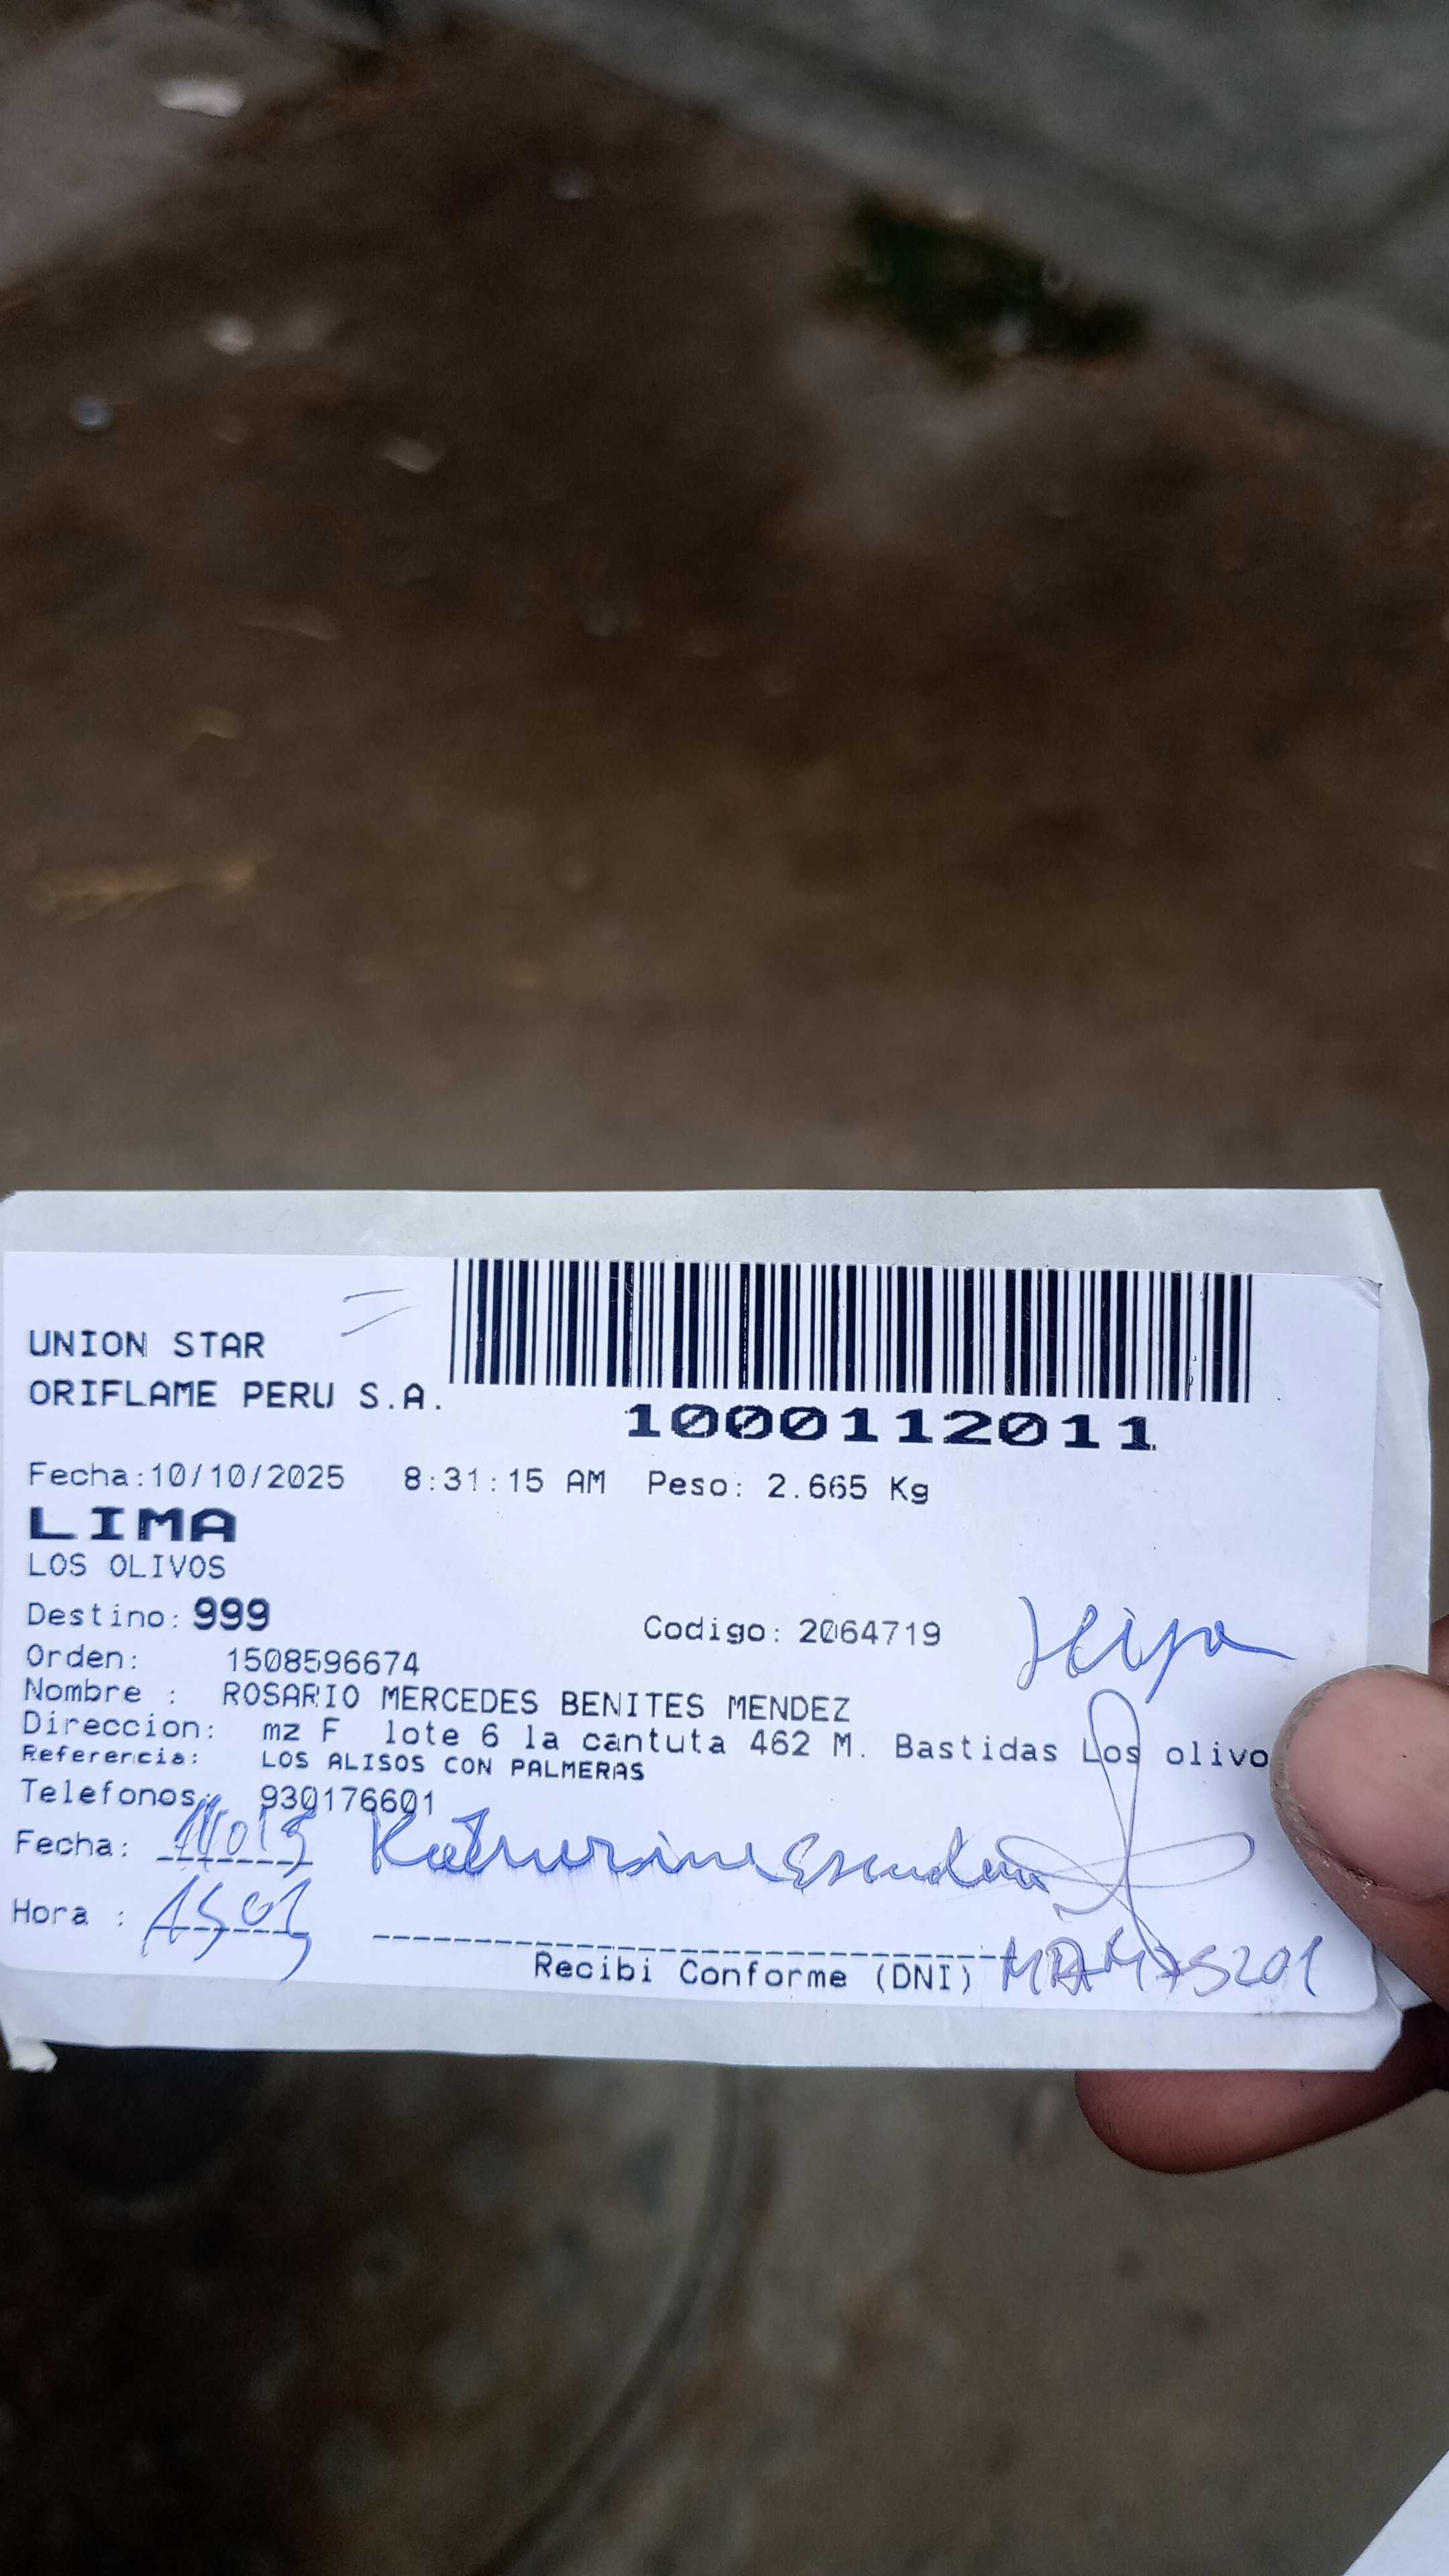 UNION STAR
ORIFLAME PERU S.A.
1000112011
Fecha:10/10/2025 8:31:15 AM Peso: 2.665 Kg
LIMA
LOS OLIVOS
Destino: 999 Codigo: 2064719
Orden: 1508596674
Nombre : ROSARIO MERCEDES BENITES MENDEZ
Direccion: mz F lote 6 la cantuta 462 M. Bastidas Los olivo
Referencia: LOS ALISOS CON PALMERAS
Telefonos: 930176601
Fecha:
Hora :
Recibi Conforme (DNI)